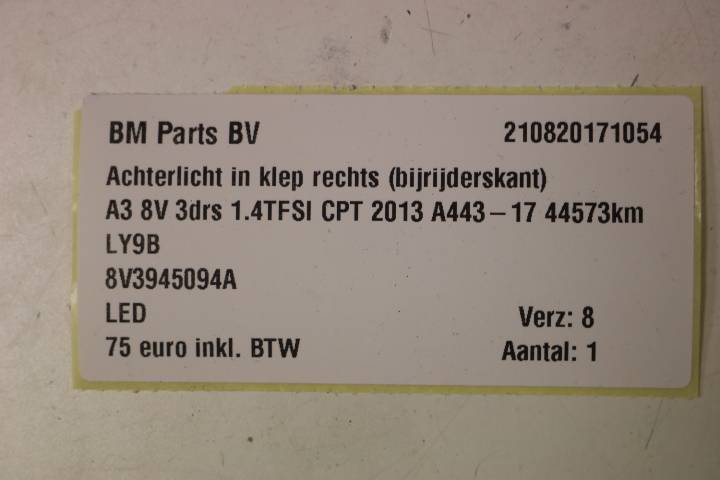 BM Parts BV 210820171054
Achterlicht in klep rechts (bijrijderskant)
A3 8V 3drs 1.4TFSI CPT 2013 A443-17 44573km
LY9B
8V3945094A
LED Verz: 8
75 euro inkl. BTW Aantal: 1